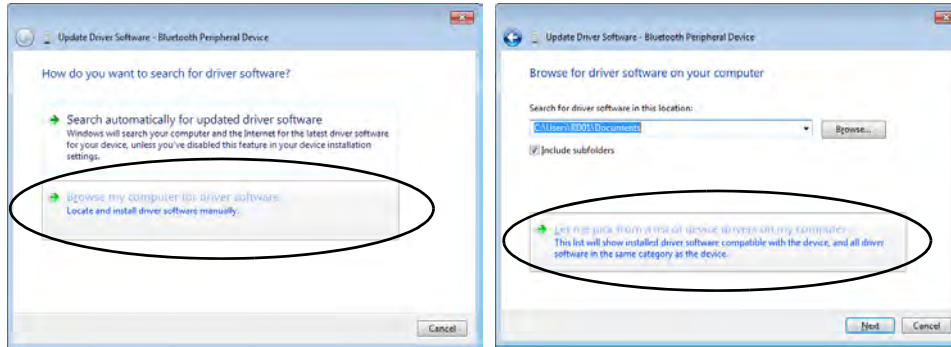 Update Driver Software - Bluetooth Peripheral Device
How do you want to search for driver software?
Search automatically for updated driver software
Windows will search your computer and the Internet for the latest driver software
for your device, unless you've disabled this feature in your device installation
settings.
Browse my computer for driver software
Locate and install driver software manually.
Cancel
Update Driver Software - Bluetooth Peripheral Device
Browse for driver software on your computer
Search for driver software in this location:
C:\Users\RD01\Documents
Browse...
Include subfolders
Let me pick from a list of device drivers on my computer
This list will show installed driver software compatible with the device, and all driver
software in the same category as the device.
Next
Cancel